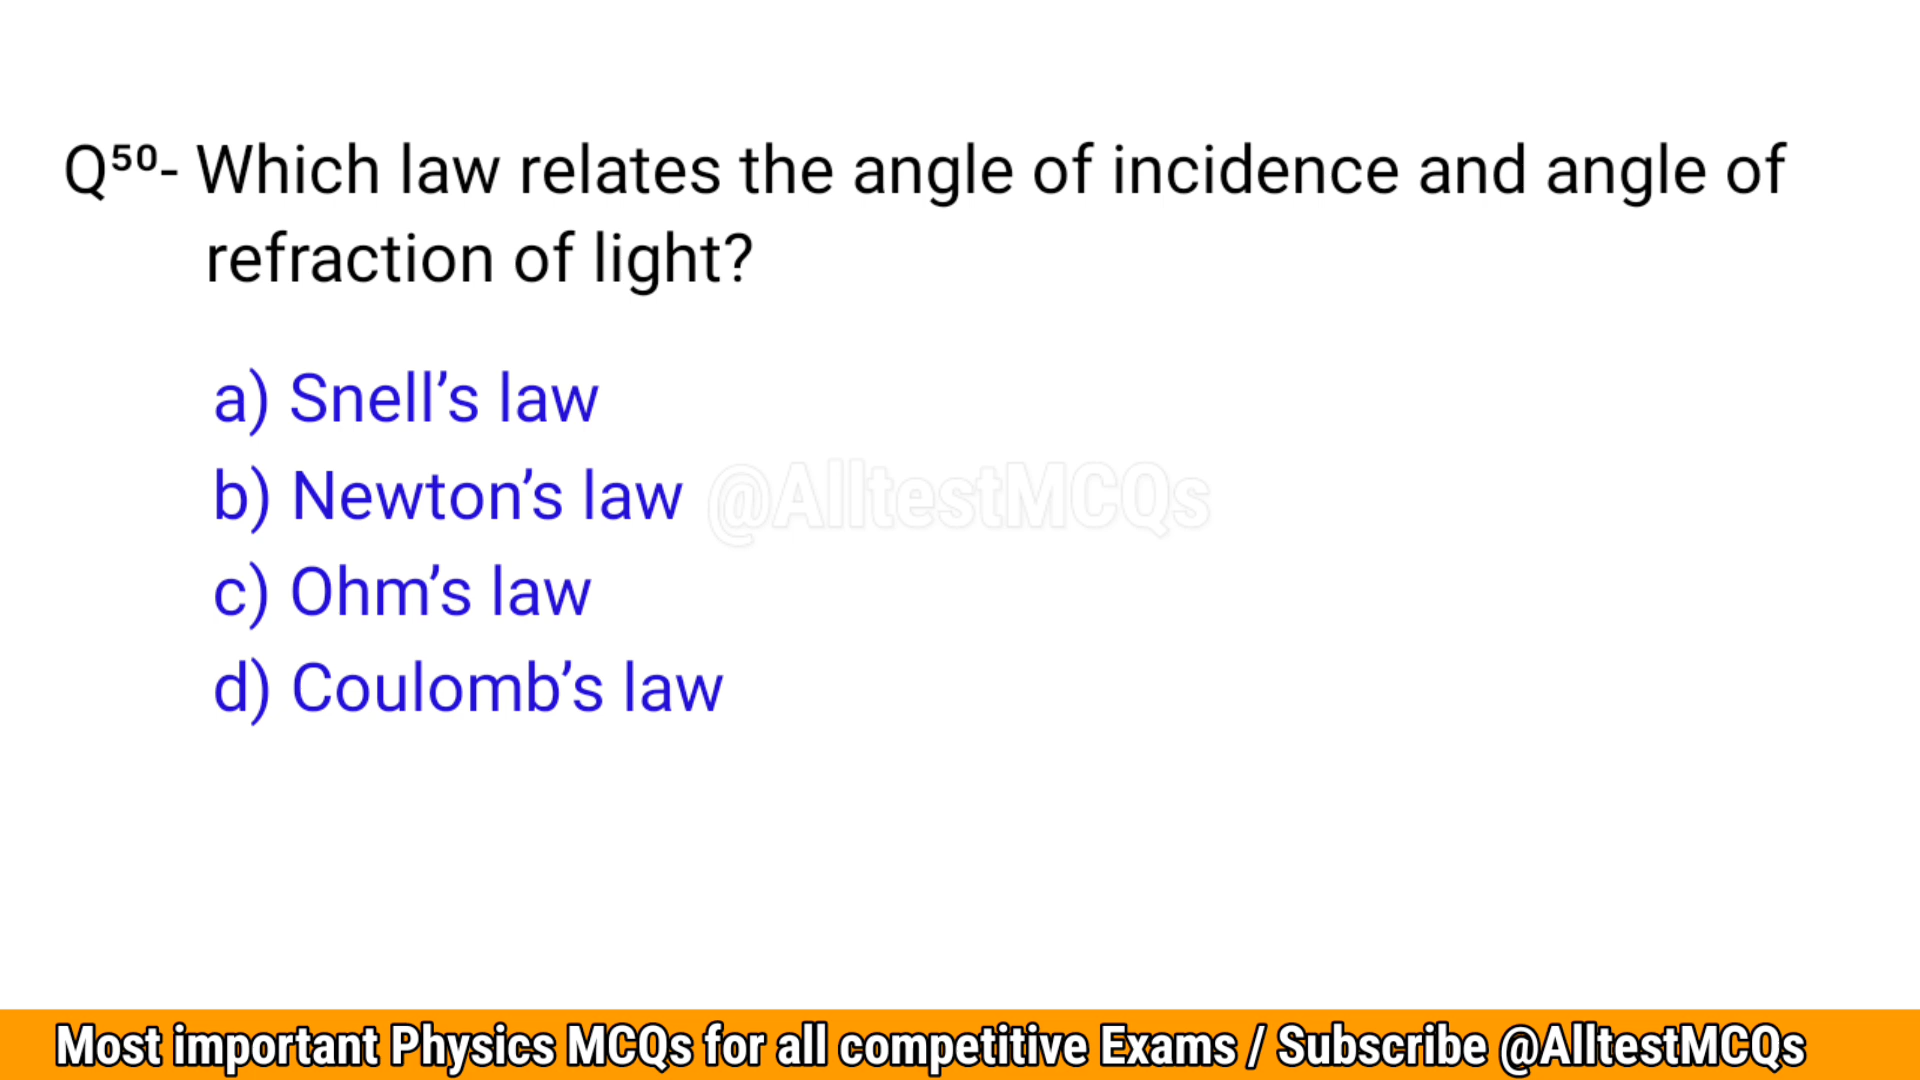 Q⁵⁰- Which law relates the angle of incidence and angle of
refraction of light?
a) Snell’s law
b) Newton’s law
@AlltestMCQs
c) Ohm’s law
d) Coulomb’s law
Most important Physics MCQs for all competitive Exams / Subscribe @AlltestMCQs